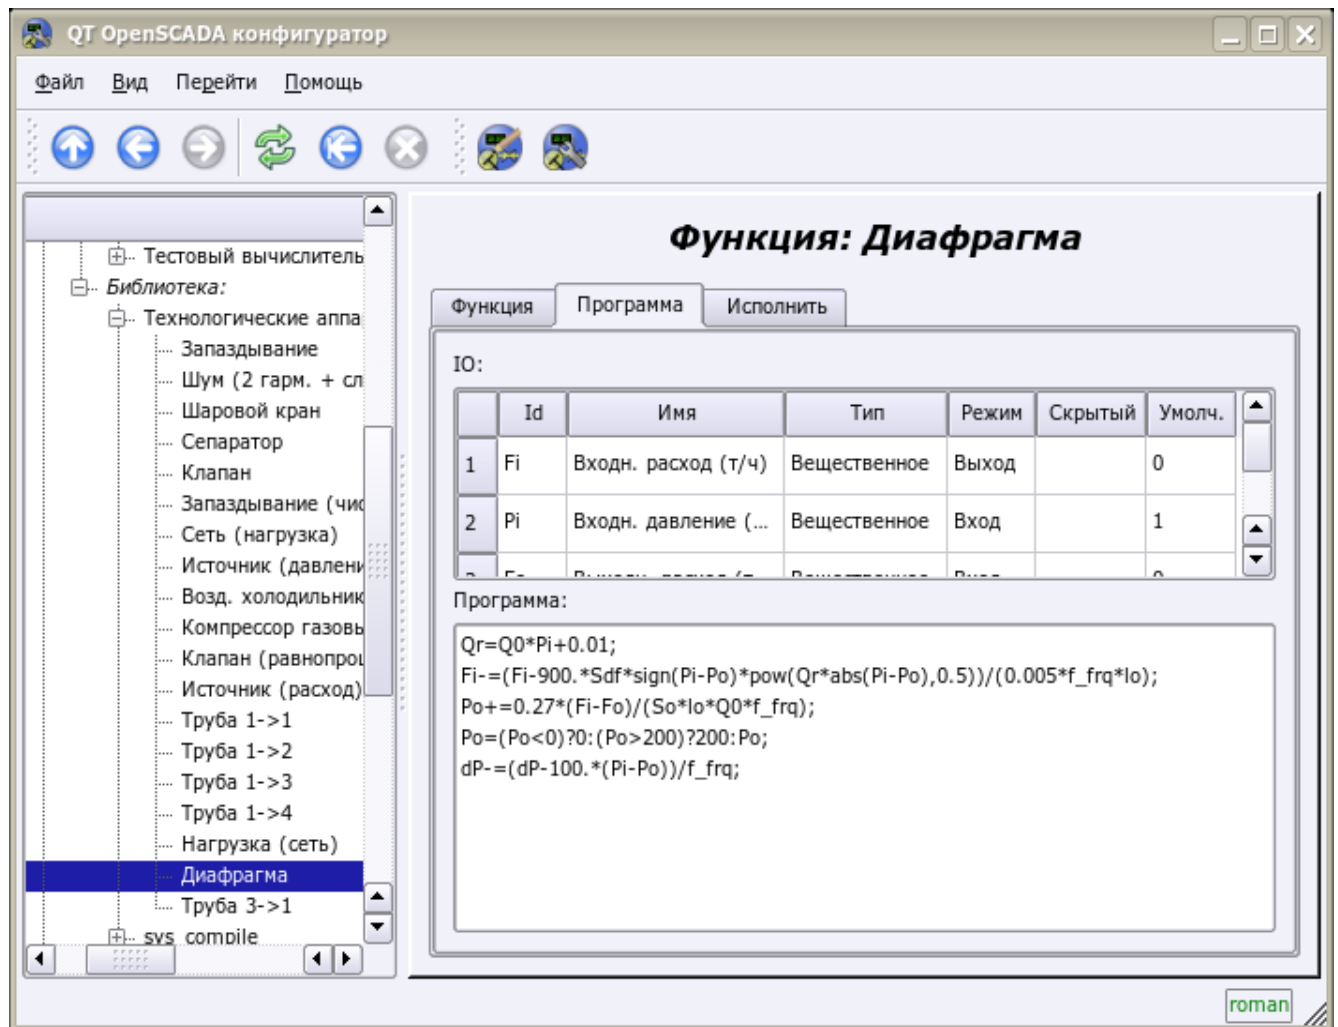 QT OpenSCADA конфигуратор
Файл Вид Перейти Помощь
Тестовый вычислитель
Библиотека:
Технологические аппа
Запаздывание
Шум (2 гарм. + сл
Шаровой кран
Сепаратор
Клапан
Запаздывание (чис
Сеть (нагрузка)
Источник (давлени
Возд. холодильник
Компрессор газовы
Клапан (равнопроц
Источник (расход)
Труба 1->1
Труба 1->2
Труба 1->3
Труба 1->4
Нагрузка (сеть)
Диафрагма
Труба 3->1
sys_compile
Функция: Диафрагма
Функция Программа Исполнить
IO:
Id Имя Тип Режим Скрытый Умолч.
1 Fi Входн. расход (т/ч) Вещественное Выход 0
2 Pi Входн. давление (... Вещественное Вход 1
Программа:
Qr=Q0*Pi+0.01;
Fi-=(Fi-900.*Sdf*sign(Pi-Po)*pow(Qr*abs(Pi-Po),0.5))/(0.005*f_frq*lo);
Po+=0.27*(Fi-Fo)/(So*lo*Q0*f_frq);
Po=(Po<0)?0:(Po>200)?200:Po;
dP-=(dP-100.*(Pi-Po))/f_frq;
roman